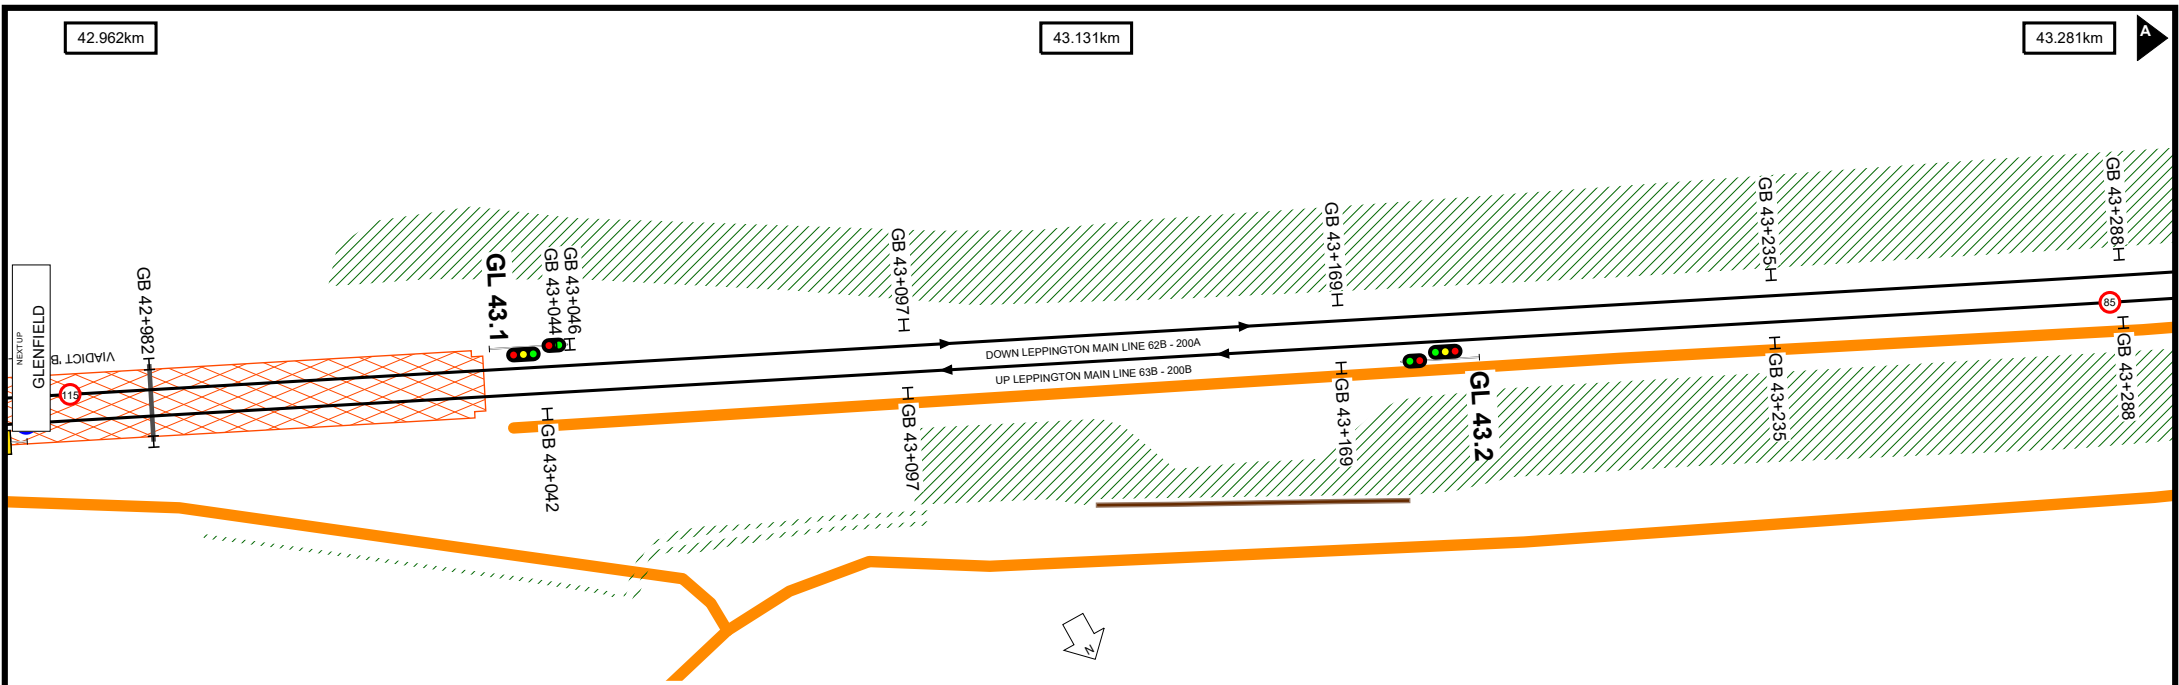 42.962km
43.131km
43.281km
A
NEXT UP
GLENFIELD
VIADICT 'B
115
GB 42+982
GL 43.1
GB 43+044
GB 43+046
GB 43+042
GB 43+097
GB 43+097
DOWN LEPPINGTON MAIN LINE 62B - 200A
UP LEPPINGTON MAIN LINE 63B - 200B
GB 43+169
GB 43+169
GL 43.2
GB 43+235
GB 43+235
GB 43+288
85
GB 43+288
N